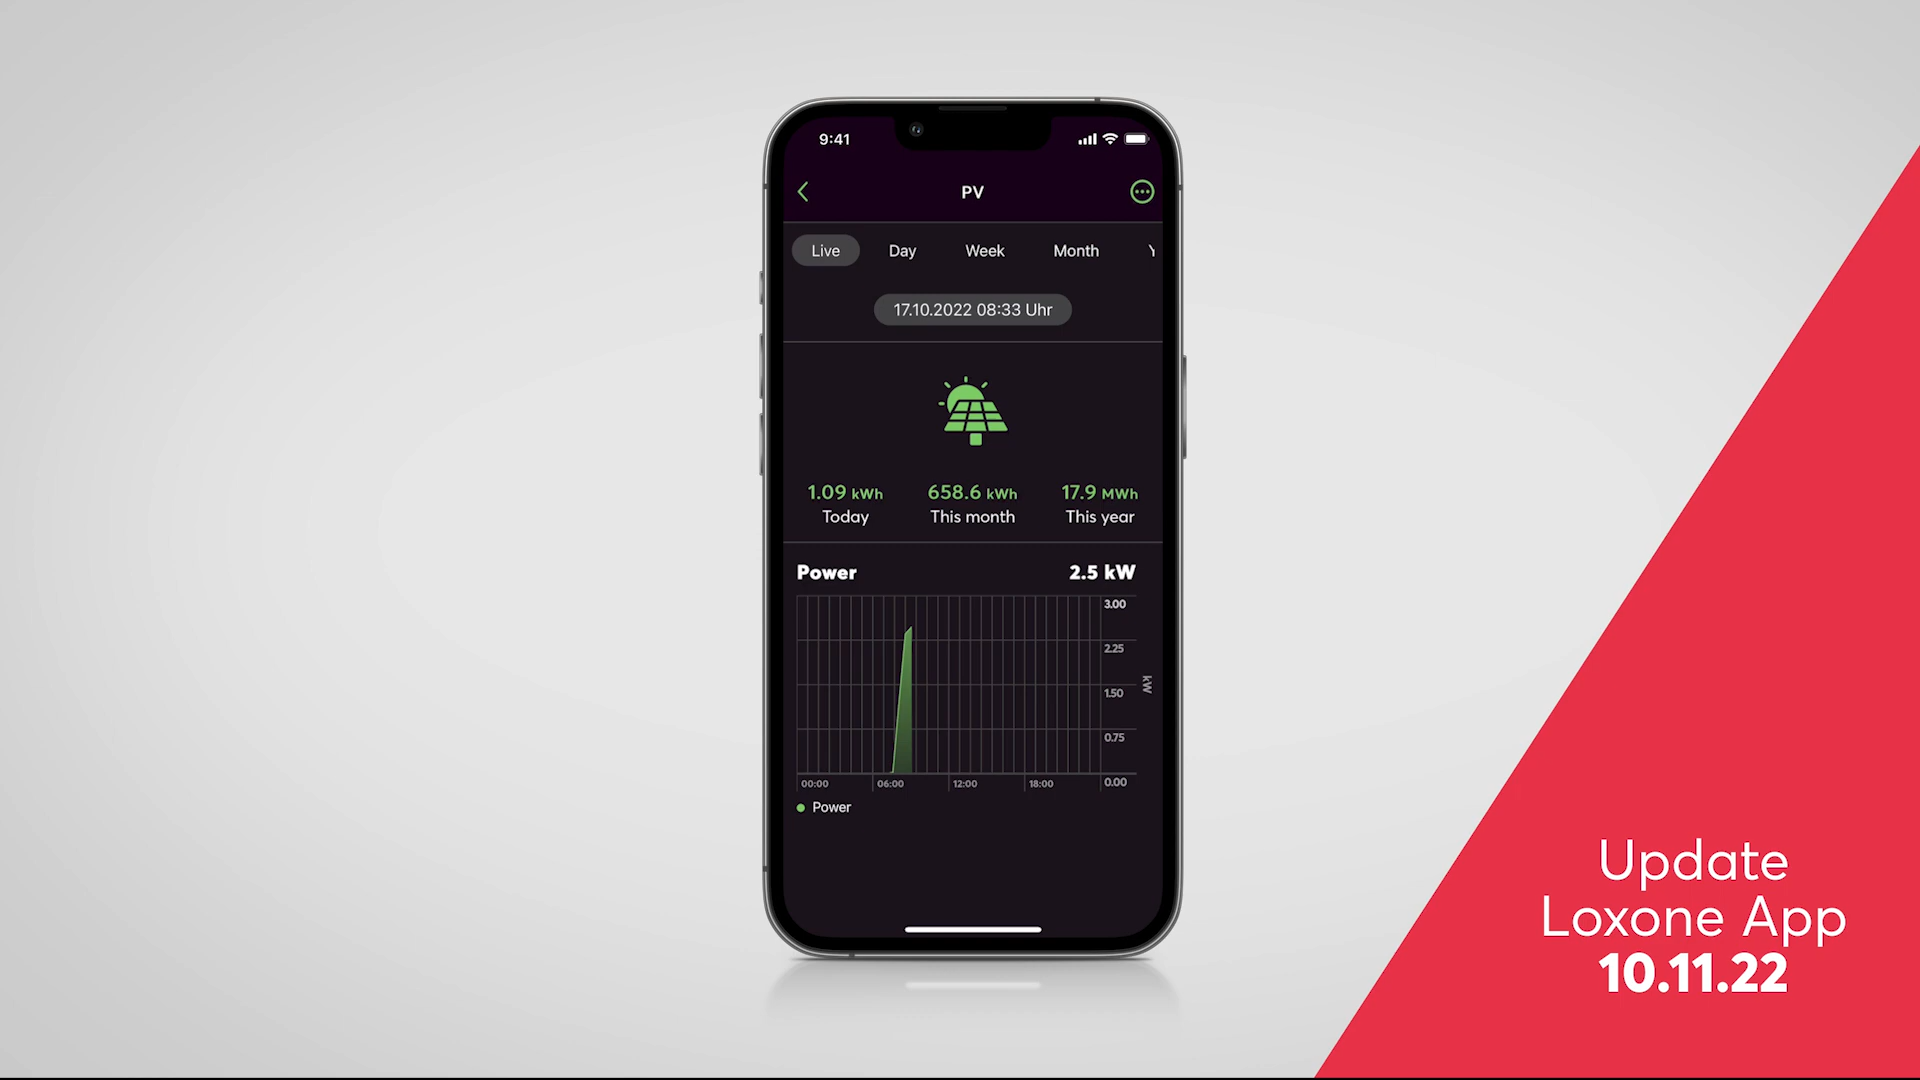 9:41
PV
Live Day Week Month Y
17.10.2022 08:33 Uhr
1.09 kWh 658.6 kWh 17.9 MWh
Today This month This year
Power 2.5 kW
3.00
2.25
1.50
kW
0.75
0.00
00:00 06:00 12:00 18:00
Power
Update
Loxone App
10.11.22